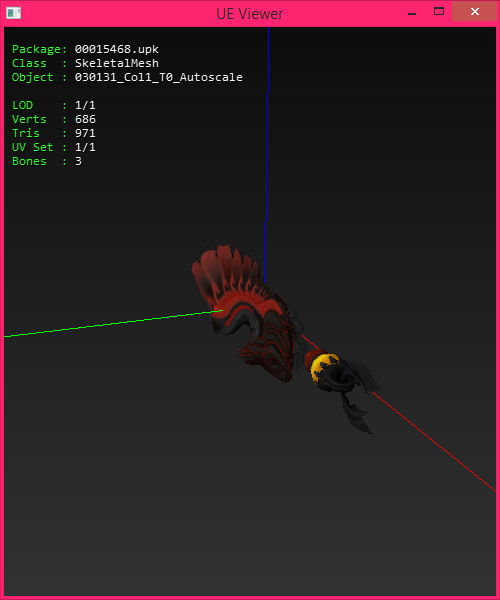 UE Viewer
Package: 00015468.upk
Class : SkeletalMesh
Object : 030131_Col1_T0_Autoscale
LOD : 1/1
Verts : 686
Tris : 971
UV Set : 1/1
Bones : 3